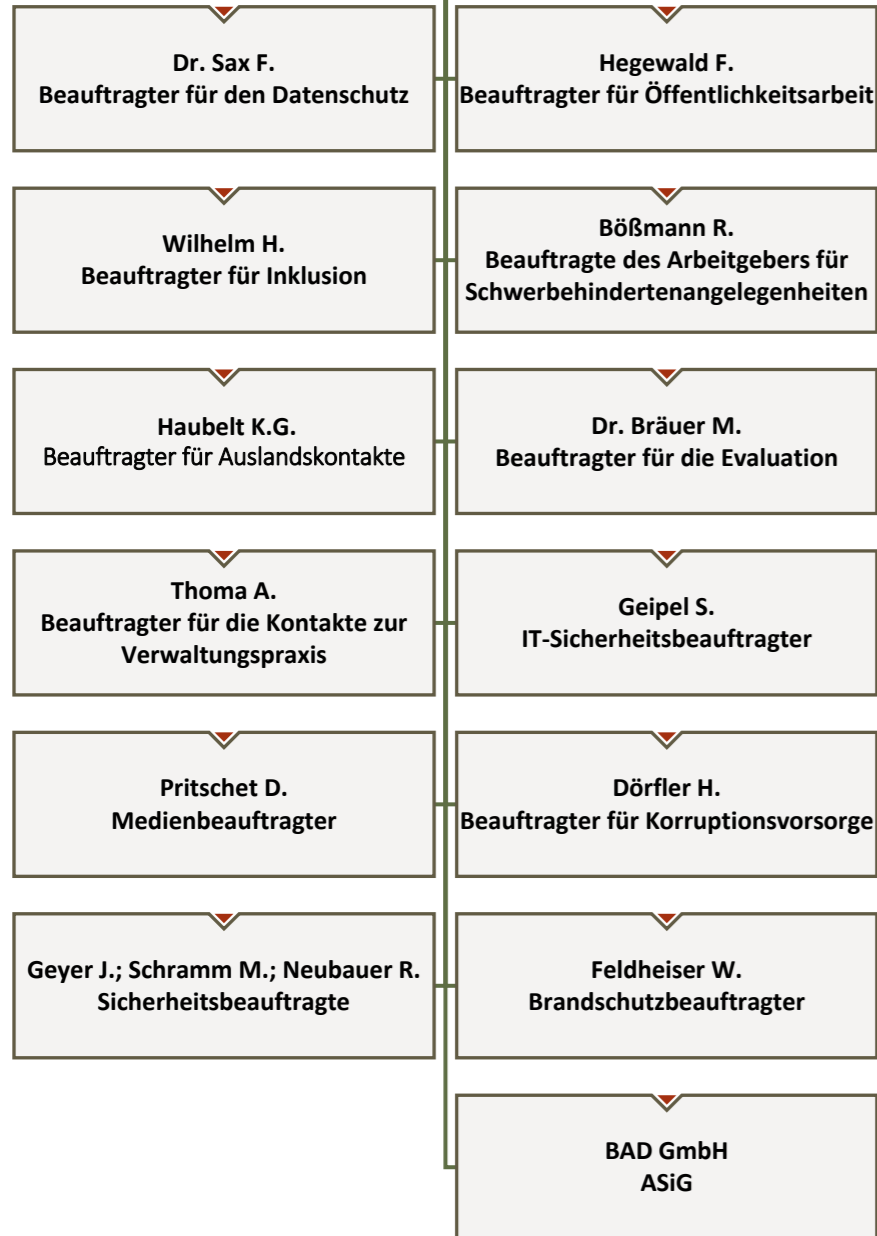 Dr. Sax F.
Beauftragter für den Datenschutz
Hegewald F.
Beauftragter für Öffentlichkeitsarbeit
Wilhelm H.
Beauftragter für Inklusion
Bößmann R.
Beauftragte des Arbeitgebers für
Schwerbehindertenangelegenheiten
Haubelt K.G.
Beauftragter für Auslandskontakte
Dr. Bräuer M.
Beauftragter für die Evaluation
Thoma A.
Beauftragter für die Kontakte zur
Verwaltungspraxis
Geipel S.
IT-Sicherheitsbeauftragter
Pritschet D.
Medienbeauftragter
Dörfler H.
Beauftragter für Korruptionsvorsorge
Geyer J.; Schramm M.; Neubauer R.
Sicherheitsbeauftragte
Feldheiser W.
Brandschutzbeauftragter
BAD GmbH
ASiG